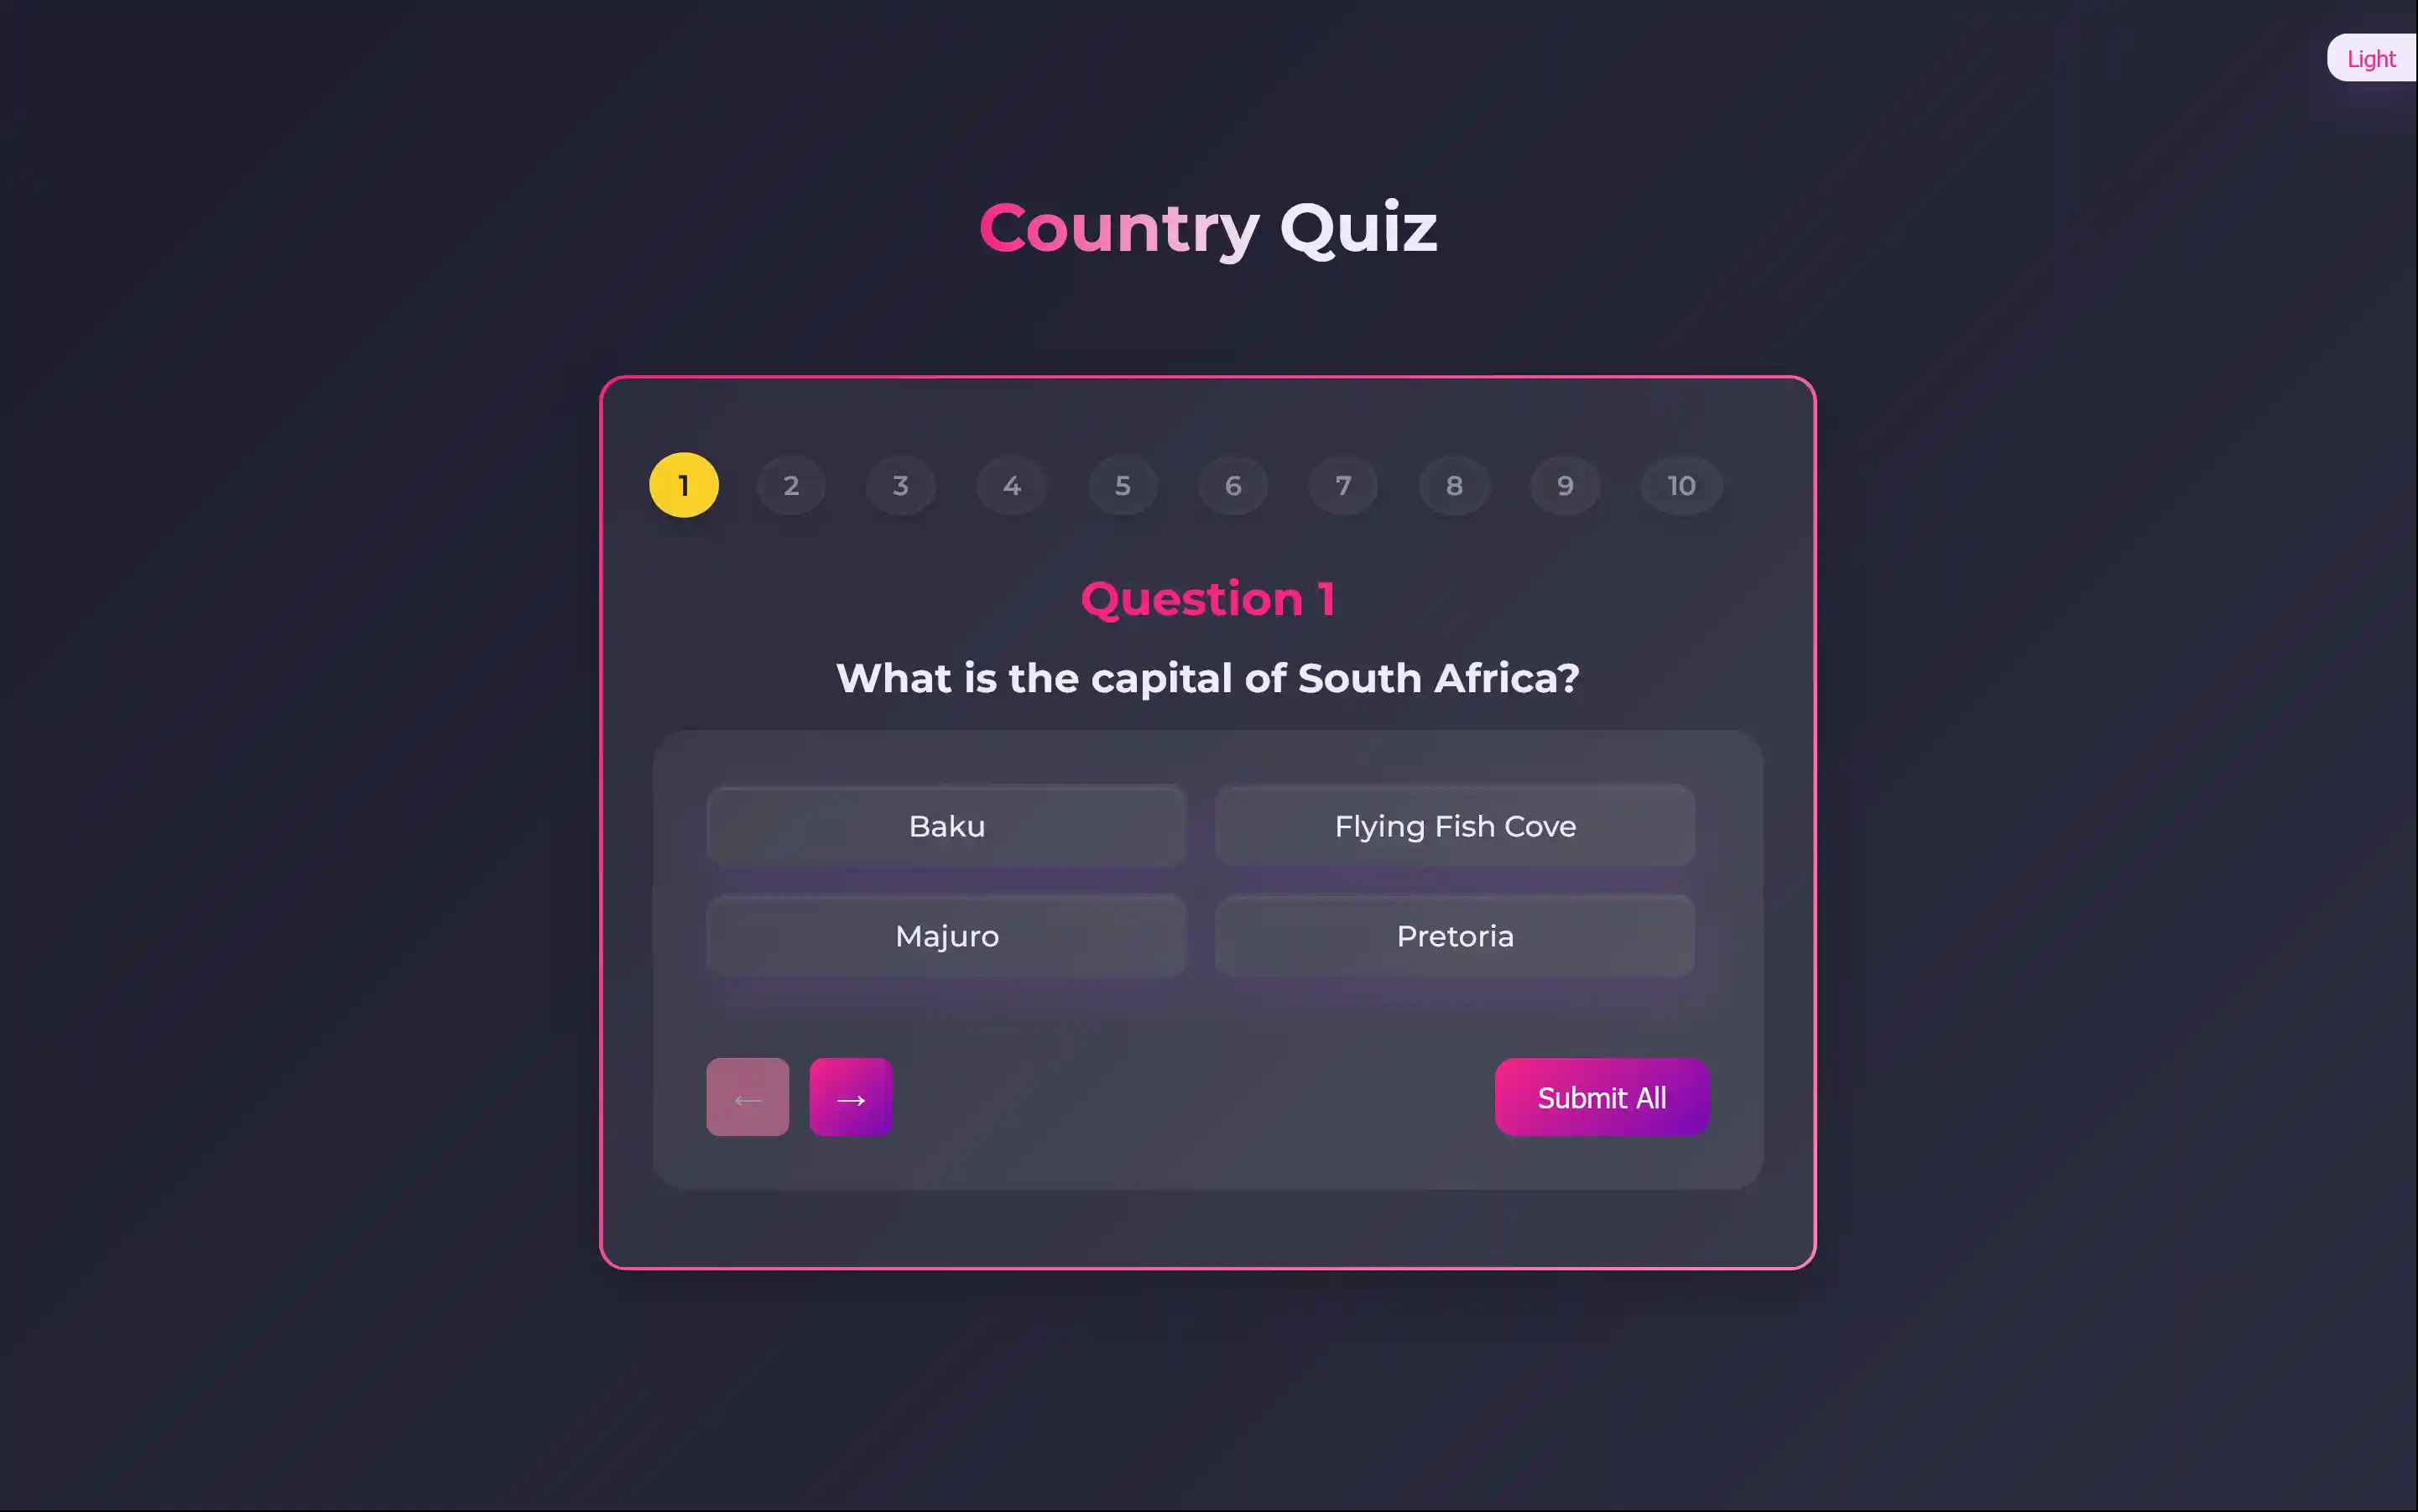 Light
Country Quiz
1 2 3 4 5 6 7 8 9 10
Question 1
What is the capital of South Africa?
Baku Flying Fish Cove
Majuro Pretoria
← → Submit All